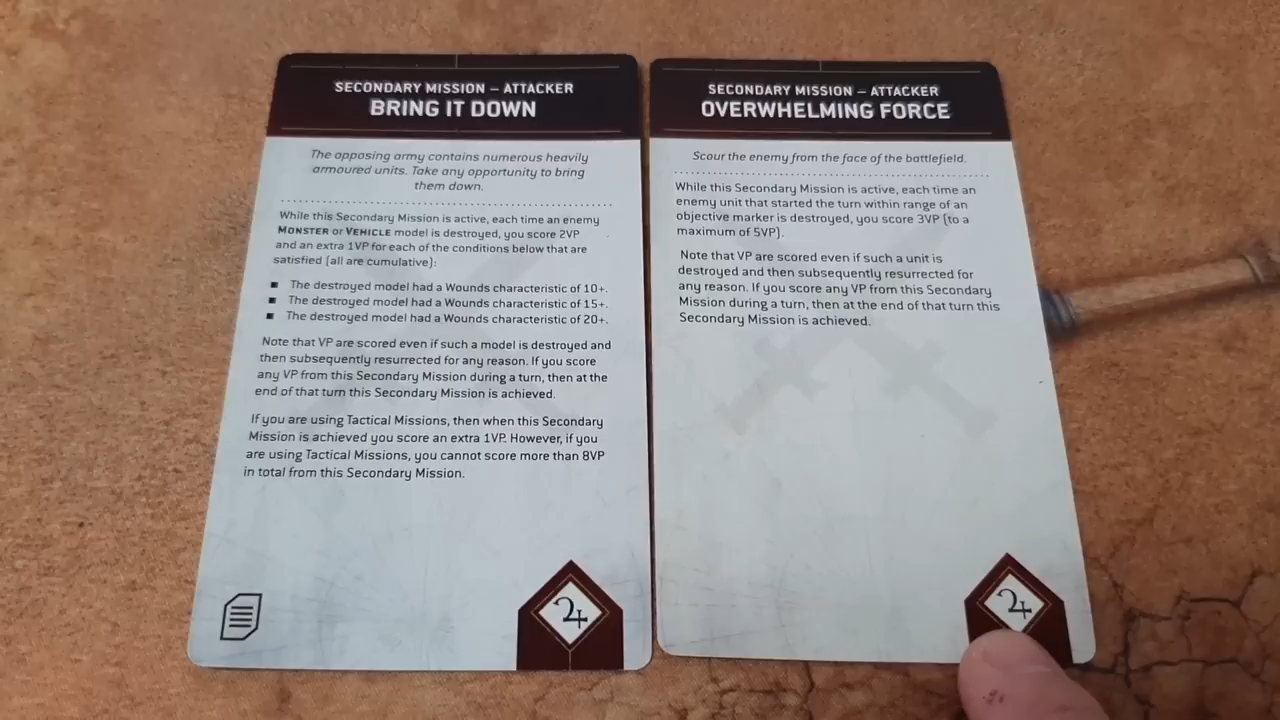 SECONDARY MISSION – ATTACKER
BRING IT DOWN
The opposing army contains numerous heavily
armoured units. Take any opportunity to bring
them down.
While this Secondary Mission is active, each time an enemy
MONSTER or VEHICLE model is destroyed, you score 2VP
and an extra 1VP for each of the conditions below that are
satisfied (all are cumulative):
■ The destroyed model had a Wounds characteristic of 10+.
■ The destroyed model had a Wounds characteristic of 15+.
■ The destroyed model had a Wounds characteristic of 20+.
Note that VP are scored even if such a model is destroyed and
then subsequently resurrected for any reason. If you score
any VP from this Secondary Mission during a turn, then at the
end of that turn this Secondary Mission is achieved.
If you are using Tactical Missions, then when this Secondary
Mission is achieved you score an extra 1VP. However, if you
are using Tactical Missions, you cannot score more than 8VP
in total from this Secondary Mission.
SECONDARY MISSION – ATTACKER
OVERWHELMING FORCE
Scour the enemy from the face of the battlefield.
While this Secondary Mission is active, each time an
enemy unit that started the turn within range of an
objective marker is destroyed, you score 3VP (to a
maximum of 5VP).
Note that VP are scored even if such a unit is
destroyed and then subsequently resurrected for
any reason. If you score any VP from this Secondary
Mission during a turn, then at the end of that turn this
Secondary Mission is achieved.